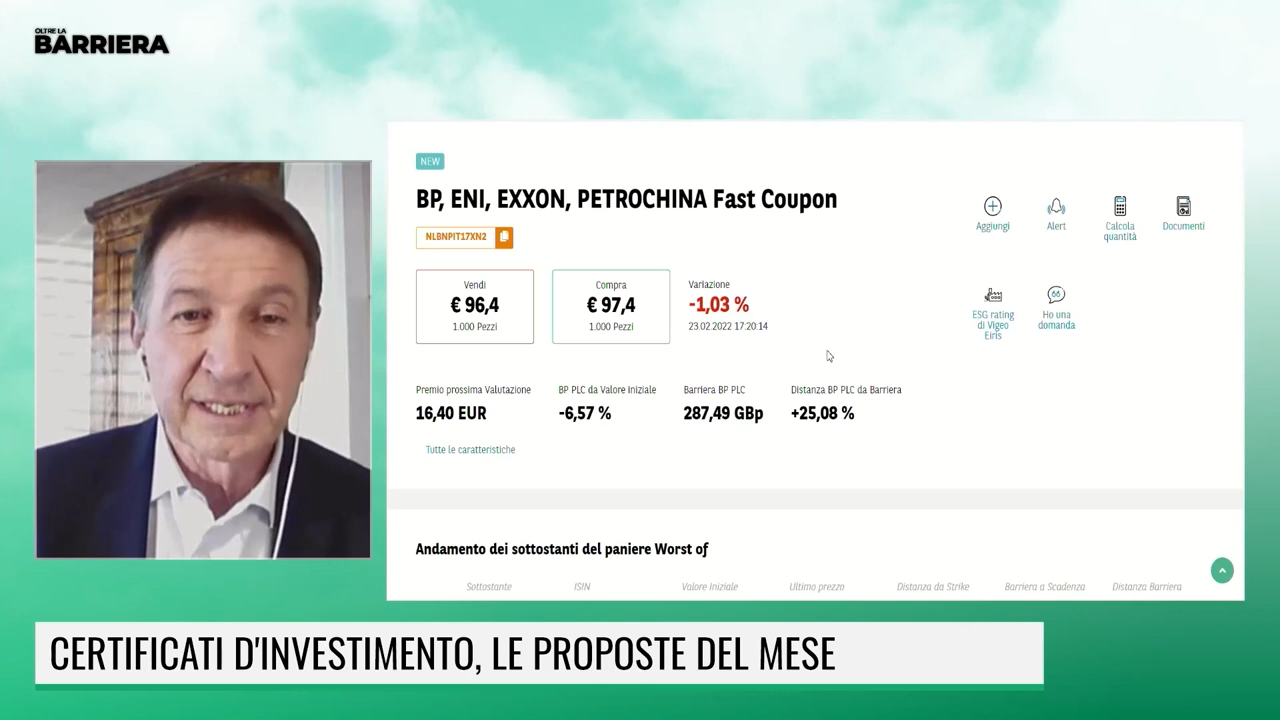 OLTRE LA
BARRIERA
NEW
BP, ENI, EXXON, PETROCHINA Fast Coupon
NLBNPIT17XN2
Vendi
€ 96,4
1.000 Pezzi
Compra
€ 97,4
1.000 Pezzi
Variazione
-1,03 %
23.02.2022 17:20:14
Aggiungi
Alert
Calcola
quantità
Documenti
ESG rating
di Vigeo
Eiris
Ho una
domanda
Premio prossima Valutazione
16,40 EUR
BP PLC da Valore Iniziale
-6,57 %
Barriera BP PLC
287,49 GBp
Distanza BP PLC da Barriera
+25,08 %
Tutte le caratteristiche
Andamento dei sottostanti del paniere Worst of
Sottostante ISIN Valore Iniziale Ultimo prezzo Distanza da Strike Barriera a Scadenza Distanza Barriera
CERTIFICATI D'INVESTIMENTO, LE PROPOSTE DEL MESE